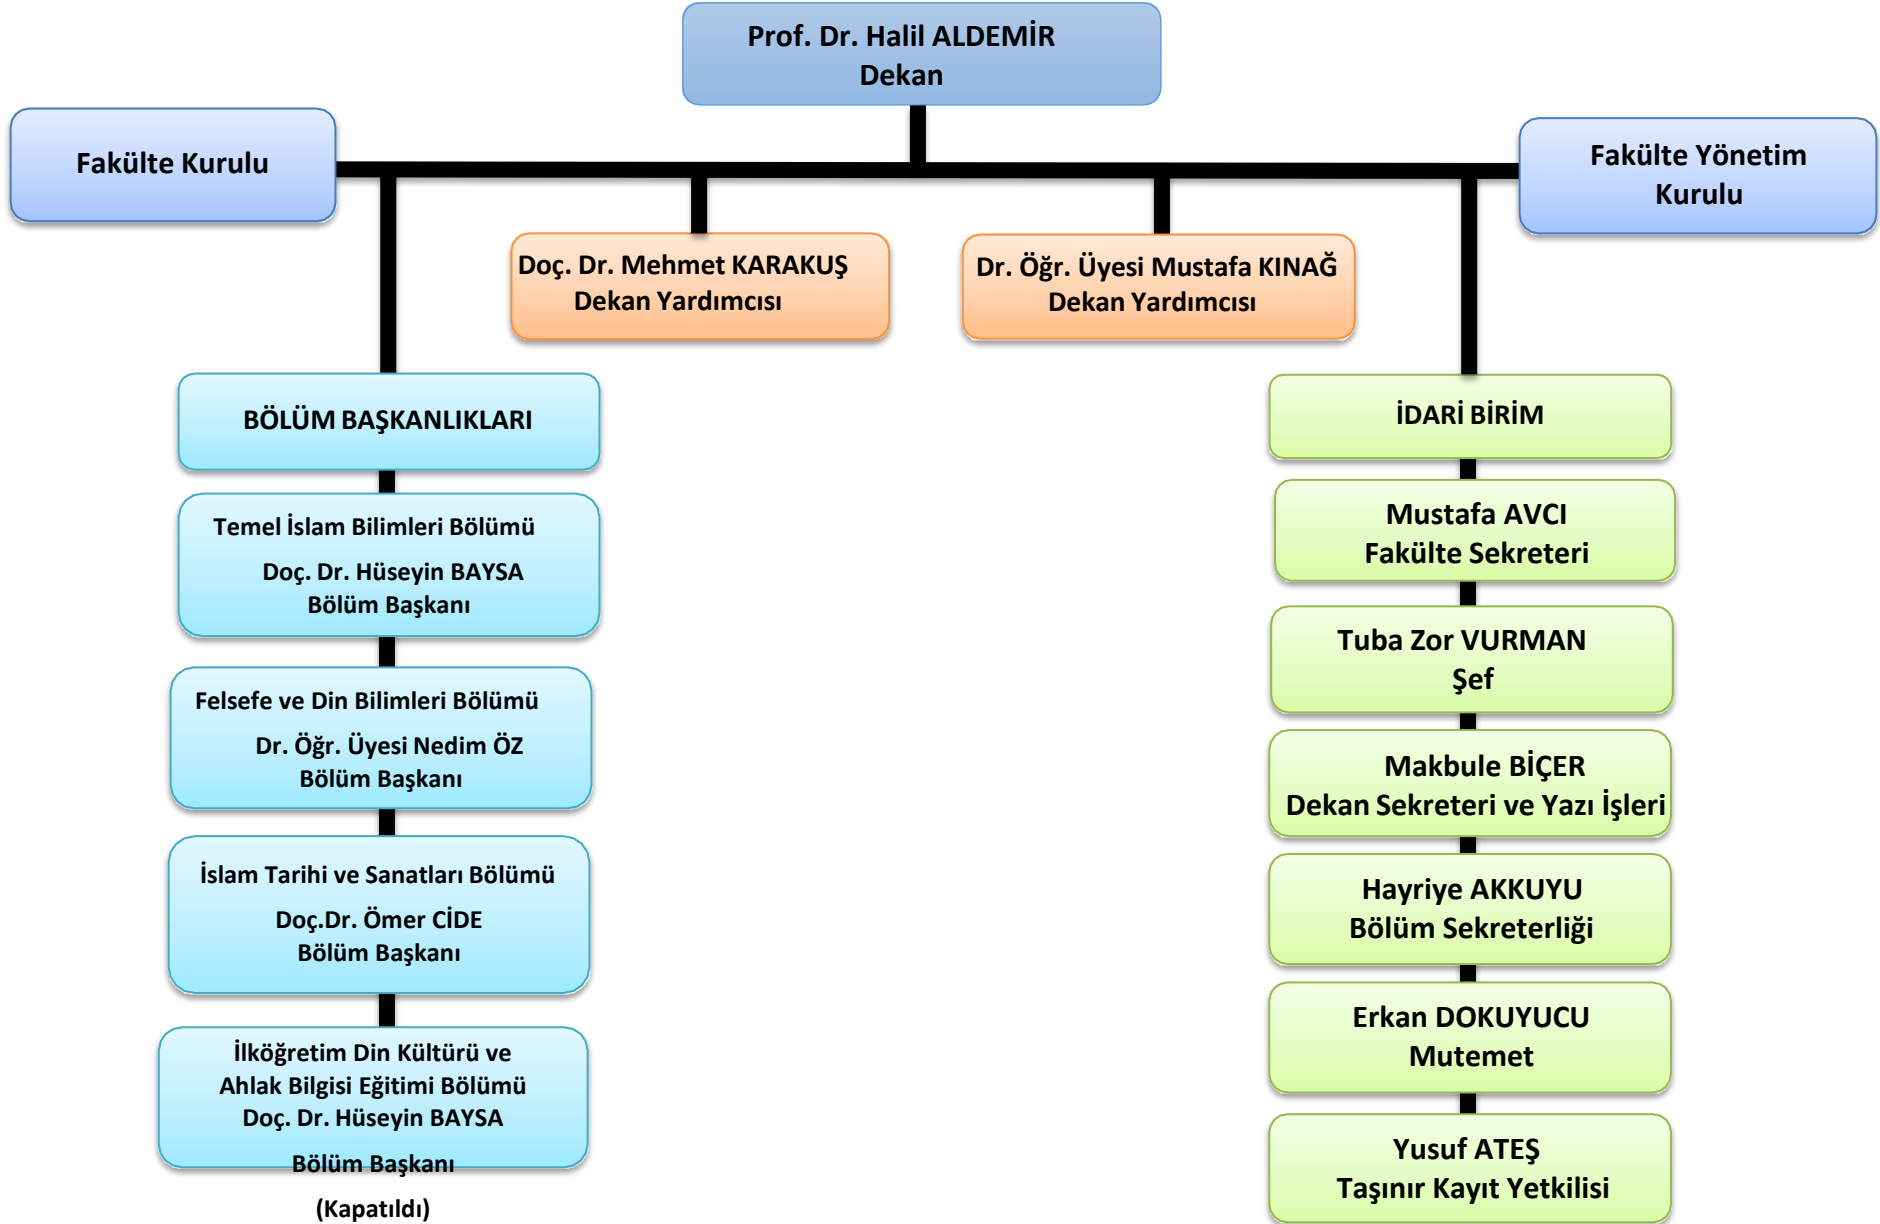 Prof. Dr. Halil ALDEMİR
Dekan
Fakülte Kurulu
Fakülte Yönetim
Kurulu
Doç. Dr. Mehmet KARAKUŞ
Dekan Yardımcısı
Dr. Öğr. Üyesi Mustafa KINAĞ
Dekan Yardımcısı
BÖLÜM BAŞKANLIKLARI
Temel İslam Bilimleri Bölümü
Doç. Dr. Hüseyin BAYSA
Bölüm Başkanı
Felsefe ve Din Bilimleri Bölümü
Dr. Öğr. Üyesi Nedim ÖZ
Bölüm Başkanı
İslam Tarihi ve Sanatları Bölümü
Doç.Dr. Ömer CİDE
Bölüm Başkanı
İlköğretim Din Kültürü ve
Ahlak Bilgisi Eğitimi Bölümü
Doç. Dr. Hüseyin BAYSA
Bölüm Başkanı
(Kapatıldı)
İDARİ BİRİM
Mustafa AVCI
Fakülte Sekreteri
Tuba Zor VURMAN
Şef
Makbule BİÇER
Dekan Sekreteri ve Yazı İşleri
Hayriye AKKUYU
Bölüm Sekreterliği
Erkan DOKUYUCU
Mutemet
Yusuf ATEŞ
Taşınır Kayıt Yetkilisi